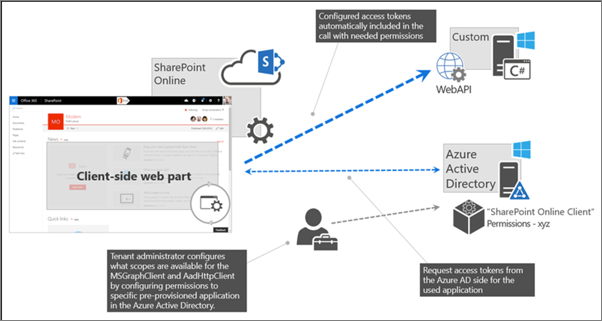 Configured access tokens
automatically included in the
call with needed permissions
Custom
C#
WebAPI
SharePoint
Online
S
Office 365
SharePoint
MO
News
Client-side web part
Quick links
Azure
Active
Directory
"SharePoint Online Client"
Permissions - xyz
Tenant administrator configures
what scopes are available for the
MSGraphClient and AadHttpClient
by configuring permissions to
specific pre-provisioned application
in the Azure Active Directory.
Request access tokens from
the Azure AD side for the
used application